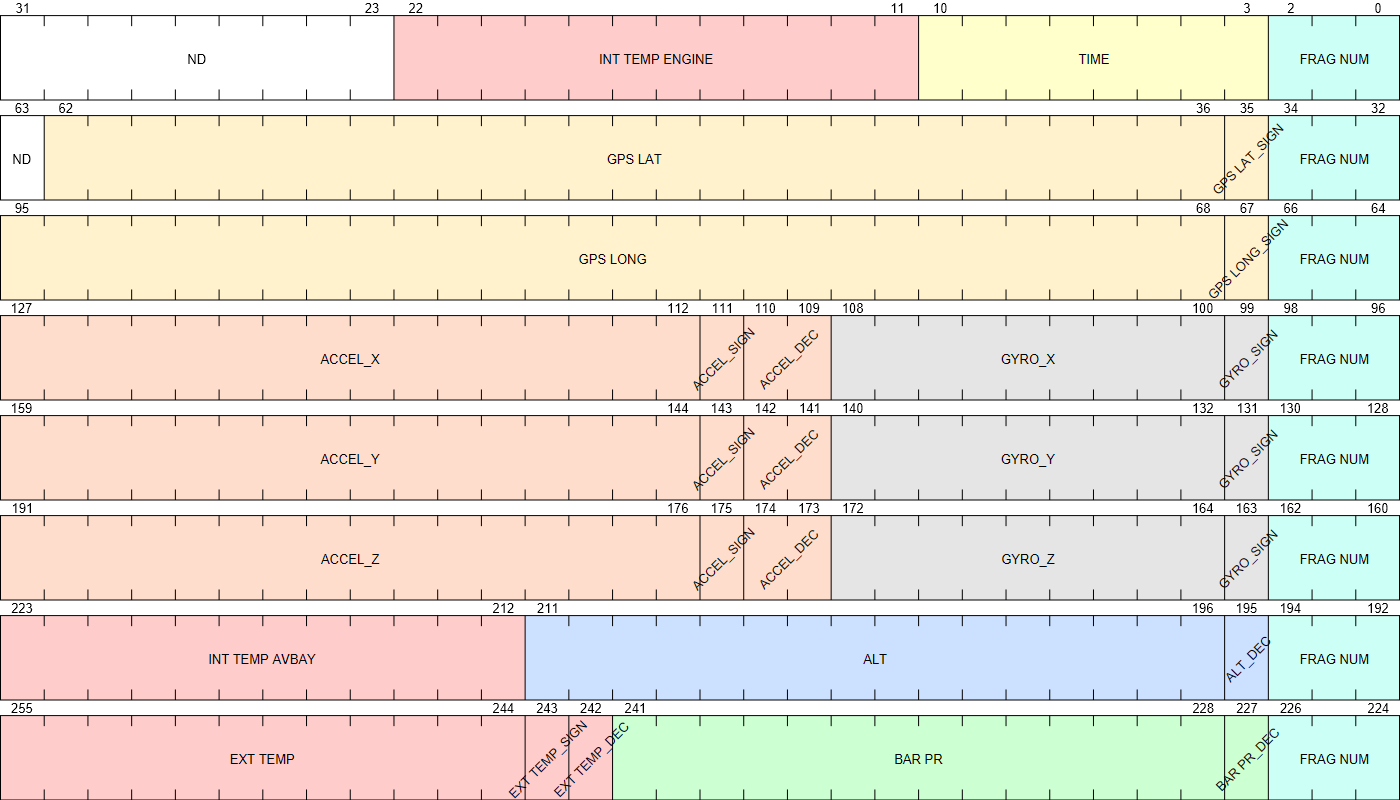 31 23 22 11 10 3 2 0
ND INT TEMP ENGINE TIME FRAG NUM
63 62 36 35 34 32
ND GPS LAT GPS LAT_SIGN FRAG NUM
95 68 67 66 64
GPS LONG GPS LONG_SIGN FRAG NUM
127 112 111 110 109 108 100 99 98 96
ACCEL_X ACCEL_SIGN ACCEL_DEC GYRO_X GYRO_SIGN FRAG NUM
159 144 143 142 141 140 132 131 130 128
ACCEL_Y ACCEL_SIGN ACCEL_DEC GYRO_Y GYRO_SIGN FRAG NUM
191 176 175 174 173 172 164 163 162 160
ACCEL_Z ACCEL_SIGN ACCEL_DEC GYRO_Z GYRO_SIGN FRAG NUM
223 212 211 196 195 194 192
INT TEMP AVBAY ALT ALT_DEC FRAG NUM
255 244 243 242 241 228 227 226 224
EXT TEMP EXT TEMP_SIGN EXT TEMP_DEC BAR PR BAR PR_DEC FRAG NUM